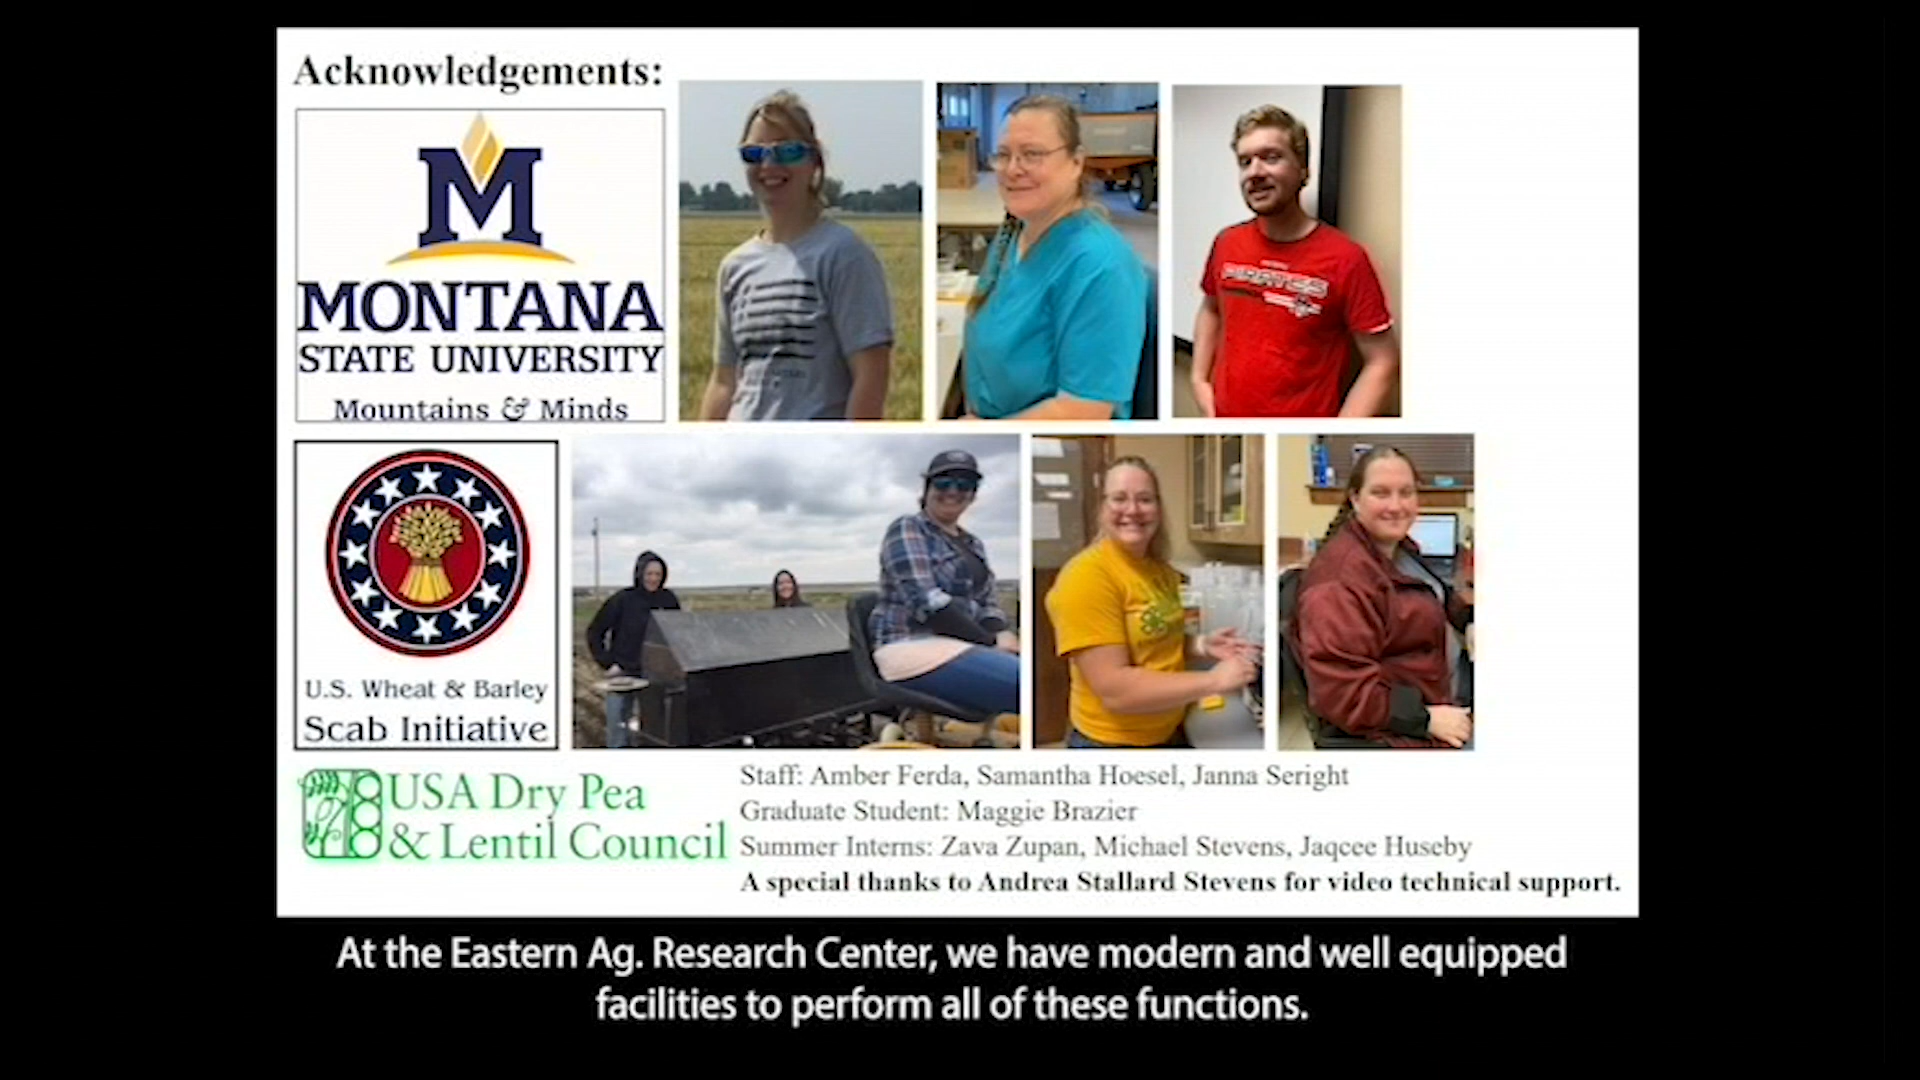 Acknowledgements:
M
MONTANA
STATE UNIVERSITY
Mountains & Minds
U.S. Wheat & Barley
Scab Initiative
USA Dry Pea
& Lentil Council
Staff: Amber Ferda, Samantha Hoesel, Janna Seright
Graduate Student: Maggie Brazier
Summer Interns: Zava Zupan, Michael Stevens, Jaqcee Huseby
A special thanks to Andrea Stallard Stevens for video technical support.
At the Eastern Ag. Research Center, we have modern and well equipped
facilities to perform all of these functions.